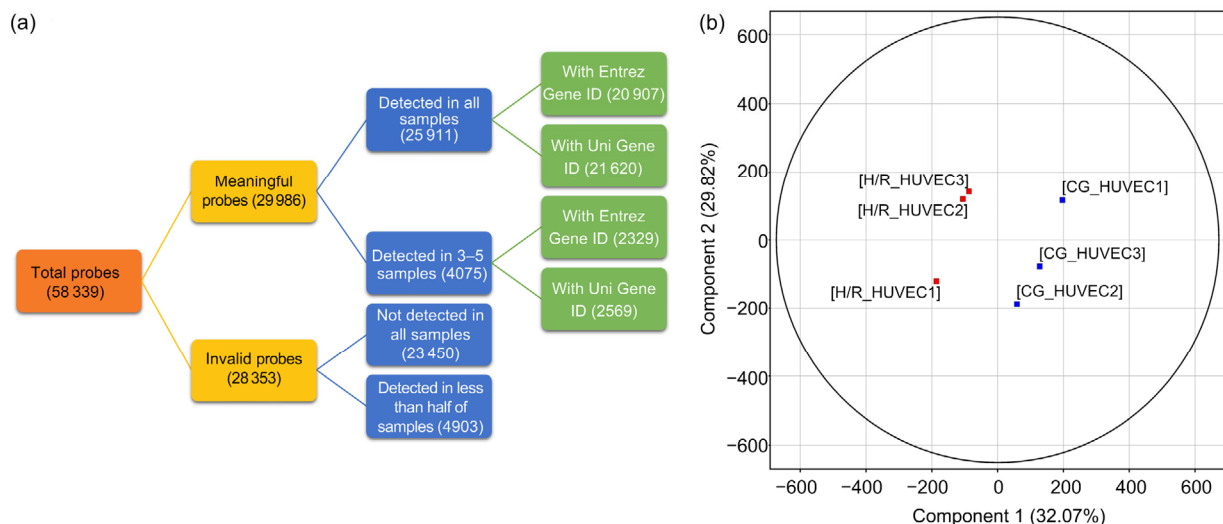 (a)
Total probes
(58 339)
Meaningful
probes (29 986)
Invalid probes
(28 353)
Detected in all
samples
(25 911)
Detected in 3–5
samples (4075)
Not detected in
all samples
(23 450)
Detected in less
than half of
samples (4903)
With Entrez
Gene ID (20 907)
With Uni Gene
ID (21 620)
With Entrez
Gene ID (2329)
With Uni Gene
ID (2569)
(b)
Component 2 (29.82%)
600
400
200
0
−200
−400
−600
[H/R_HUVEC3]
[H/R_HUVEC2]
[CG_HUVEC1]
[CG_HUVEC3]
[H/R_HUVEC1]
[CG_HUVEC2]
−600 −400 −200 0 200 400 600
Component 1 (32.07%)